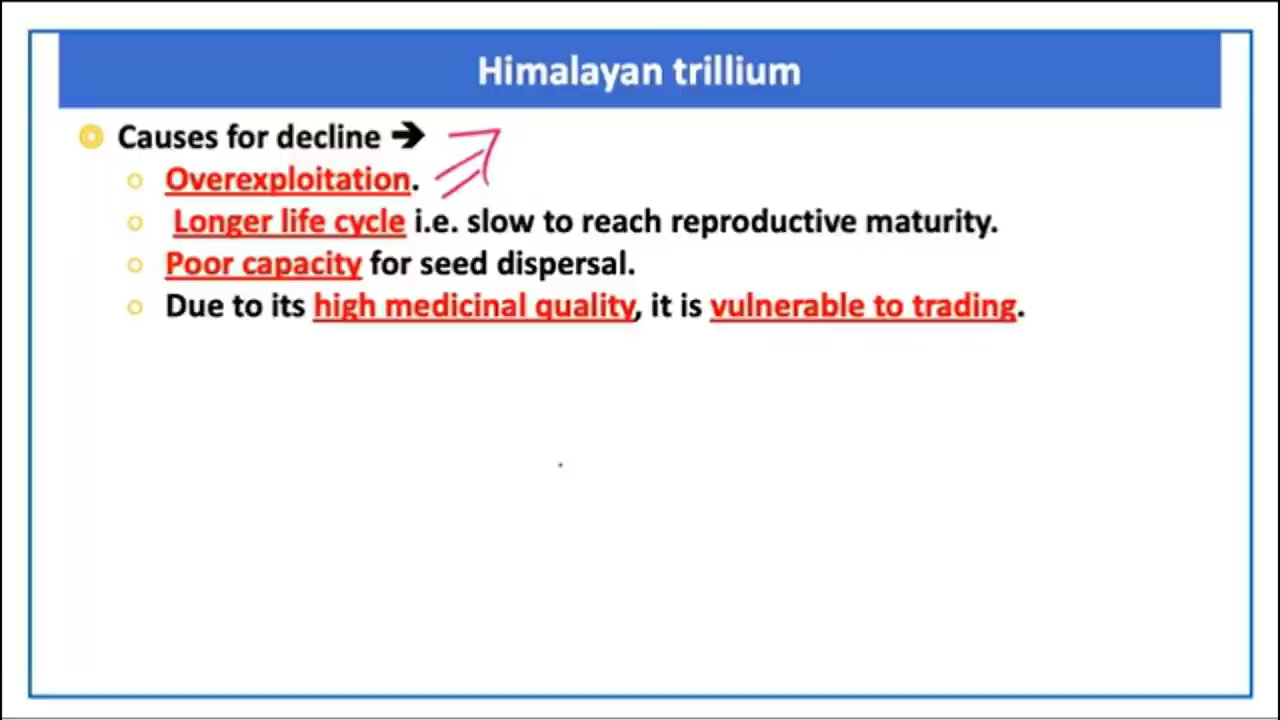 Himalayan trillium
Causes for decline ➔
Overexploitation.
Longer life cycle i.e. slow to reach reproductive maturity.
Poor capacity for seed dispersal.
Due to its high medicinal quality, it is vulnerable to trading.